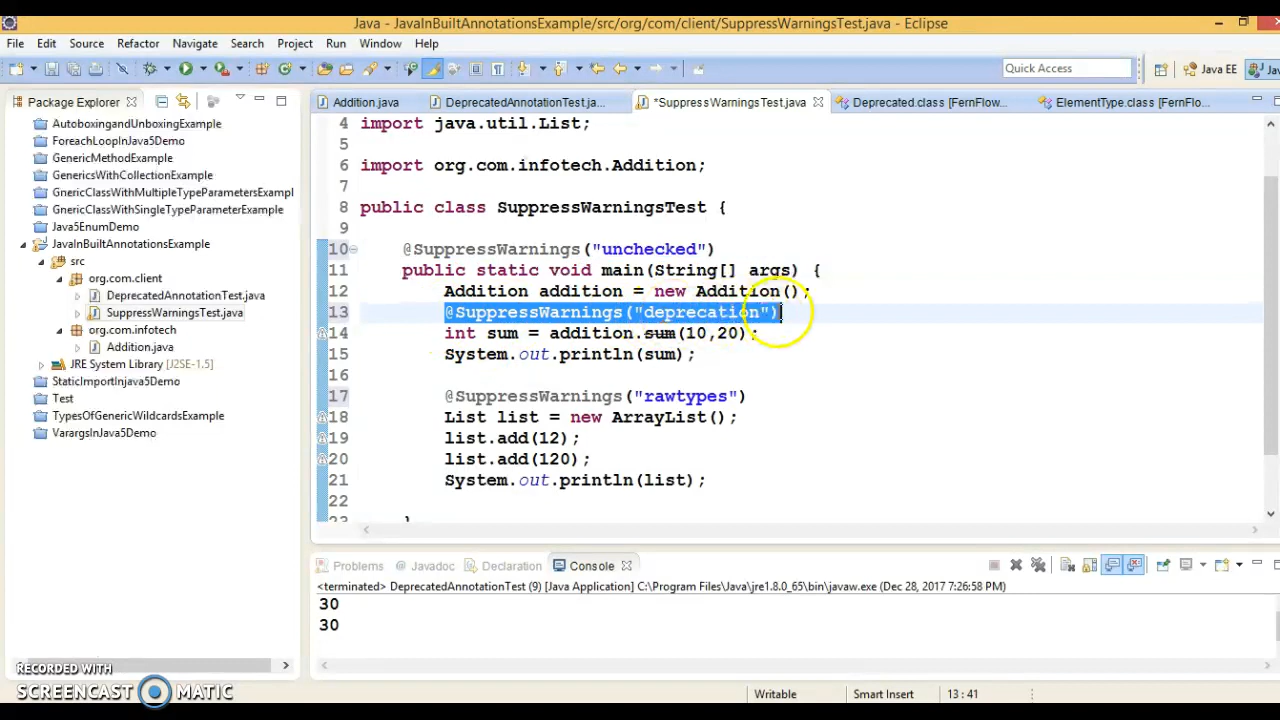 Java - JavaInBuiltAnnotationsExample/src/org/com/client/SuppressWarningsTest.java - Eclipse
File Edit Source Refactor Navigate Search Project Run Window Help
Quick Access
Java EE
Package Explorer
Addition.java
DeprecatedAnnotationTest.ja...
*SuppressWarningsTest.java
Deprecated.class [FernFlow...
ElementType.class [FernFlo...
AutoboxingandUnboxingExample
ForeachLoopInJava5Demo
GenericMethodExample
GenericsWithCollectionExample
GnericClassWithMultipleTypeParametersExampl
GnericClassWithSingleTypeParameterExample
Java5EnumDemo
JavaInBuiltAnnotationsExample
src
org.com.client
DeprecatedAnnotationTest.java
SuppressWarningsTest.java
org.com.infotech
Addition.java
JRE System Library [J2SE-1.5]
StaticImportInjava5Demo
Test
TypesOfGenericWildcardsExample
VarargsInJava5Demo
4 import java.util.List;
5
6 import org.com.infotech.Addition;
7
8 public class SuppressWarningsTest {
9
10 @SuppressWarnings("unchecked")
11 public static void main(String[] args) {
12 Addition addition = new Addition();
13 @SuppressWarnings("deprecation")
14 int sum = addition.sum(10,20);
15 System.out.println(sum);
16
17 @SuppressWarnings("rawtypes")
18 List list = new ArrayList();
19 list.add(12);
20 list.add(120);
21 System.out.println(list);
22
23 }
Problems @ Javadoc Declaration Console
<terminated> DeprecatedAnnotationTest (9) [Java Application] C:\Program Files\Java\jre1.8.0_65\bin\javaw.exe (Dec 28, 2017 7:26:58 PM)
30
30
RECORDED WITH
SCREENCAST MATIC
Writable
Smart Insert
13 : 41